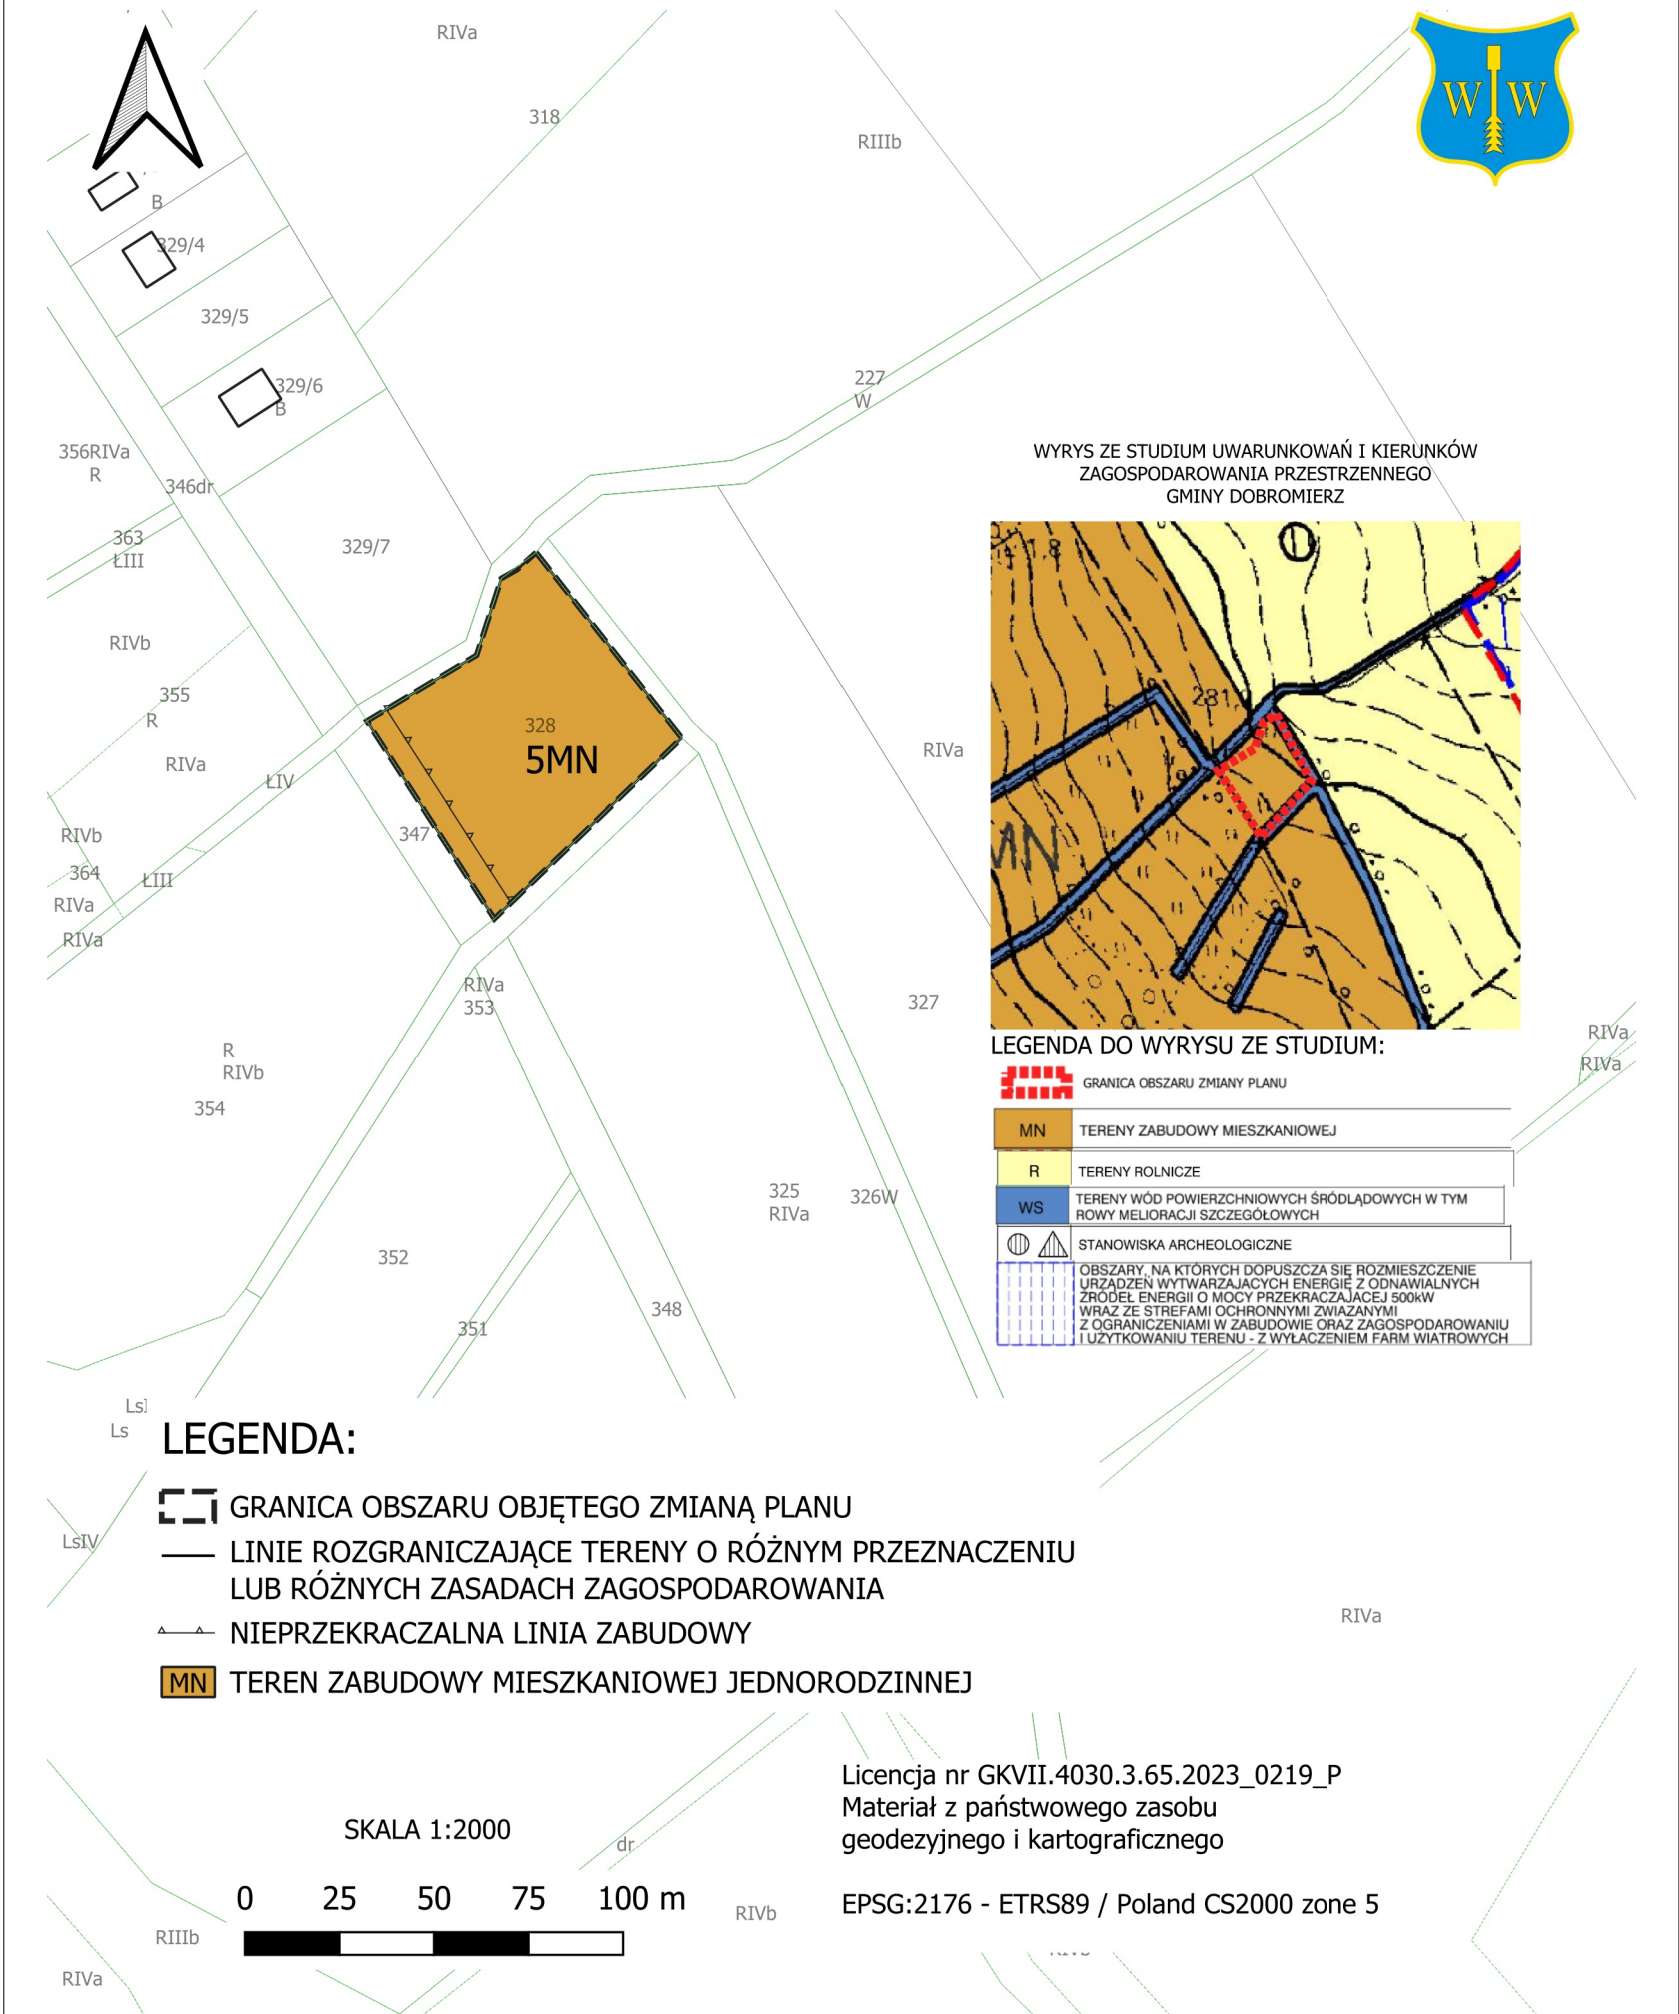 RIVa
318
RIIIb
W W
B
329/4
329/5
329/6
B
227
W
356RIVa
R
346dr
363
ŁIII
329/7
RIVb
355
R
RIVa
ŁIV
328
5MN
RIVa
347
RIVb
364
RIVa
ŁIII
RIVa
RIVa
353
327
R
RIVb
354
325
RIVa
326W
352
351
348
RIVa
RIVa
WYRYS ZE STUDIUM UWARUNKOWAŃ I KIERUNKÓW
ZAGOSPODAROWANIA PRZESTRZENNEGO
GMINY DOBROMIERZ
281
MN
LEGENDA DO WYRYSU ZE STUDIUM:
GRANICA OBSZARU ZMIANY PLANU
MN TERENY ZABUDOWY MIESZKANIOWEJ
R TERENY ROLNICZE
WS TERENY WÓD POWIERZCHNIOWYCH ŚRÓDLĄDOWYCH W TYM
ROWY MELIORACJI SZCZEGÓŁOWYCH
STANOWISKA ARCHEOLOGICZNE
OBSZARY, NA KTÓRYCH DOPUSZCZA SIĘ ROZMIESZCZENIE
URZĄDZEŃ WYTWARZAJACYCH ENERGIĘ Z ODNAWIALNYCH
ŹRÓDEŁ ENERGII O MOCY PRZEKRACZAJĄCEJ 500kW
WRAZ ZE STREFAMI OCHRONNYMI ZWIAZANYMI
Z OGRANICZENIAMI W ZABUDOWIE ORAZ ZAGOSPODAROWANIU
I UŻYTKOWANIU TERENU - Z WYŁĄCZENIEM FARM WIATROWYCH
Ls
LsIV
LEGENDA:
GRANICA OBSZARU OBJĘTEGO ZMIANĄ PLANU
LINIE ROZGRANICZAJĄCE TERENY O RÓŻNYM PRZEZNACZENIU
LUB RÓŻNYCH ZASADACH ZAGOSPODAROWANIA
NIEPRZEKRACZALNA LINIA ZABUDOWY
MN TEREN ZABUDOWY MIESZKANIOWEJ JEDNORODZINNEJ
RIVa
Licencja nr GKVII.4030.3.65.2023_0219_P
Materiał z państwowego zasobu
geodezyjnego i kartograficznego
EPSG:2176 - ETRS89 / Poland CS2000 zone 5
SKALA 1:2000
0 25 50 75 100 m
dr
RIVb
RIIIb
RIVa